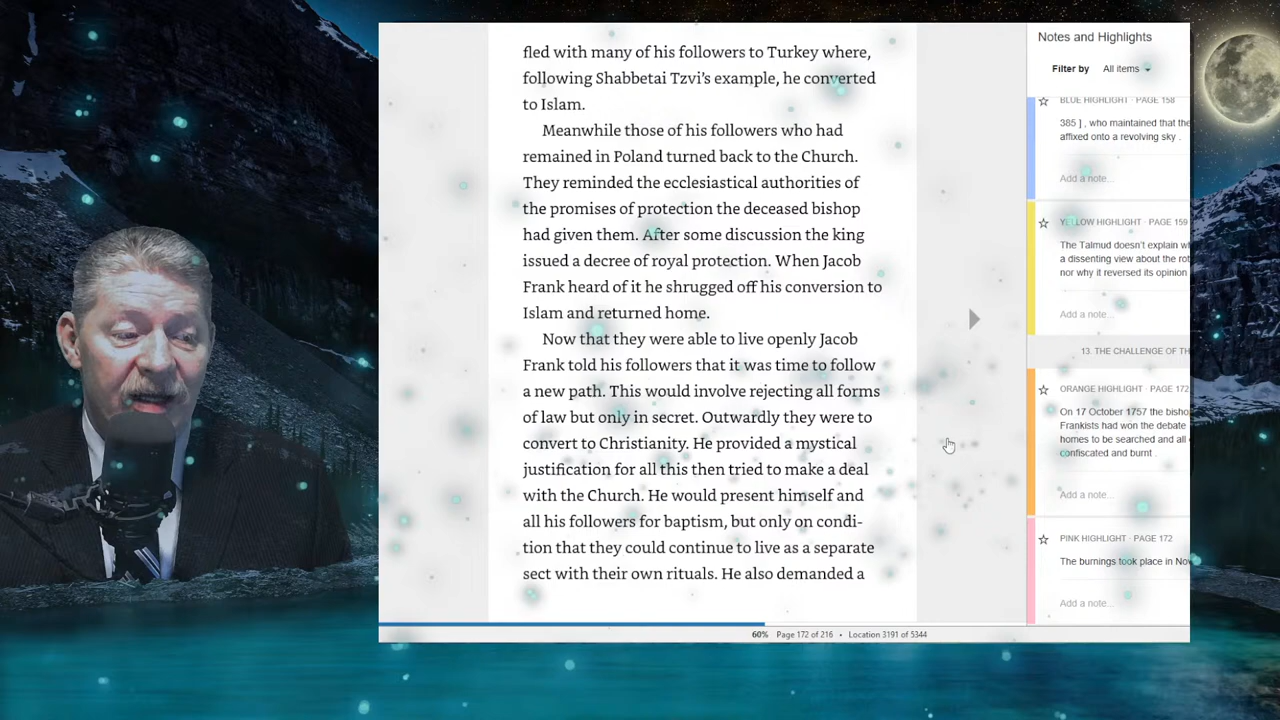 fled with many of his followers to Turkey where,
following Shabbetai Tzvi’s example, he converted
to Islam.
Meanwhile those of his followers who had
remained in Poland turned back to the Church.
They reminded the ecclesiastical authorities of
the promises of protection the deceased bishop
had given them. After some discussion the king
issued a decree of royal protection. When Jacob
Frank heard of it he shrugged off his conversion to
Islam and returned home.
Now that they were able to live openly Jacob
Frank told his followers that it was time to follow
a new path. This would involve rejecting all forms
of law but only in secret. Outwardly they were to
convert to Christianity. He provided a mystical
justification for all this then tried to make a deal
with the Church. He would present himself and
all his followers for baptism, but only on condi-
tion that they could continue to live as a separate
sect with their own rituals. He also demanded a
60% Page 172 of 216 • Location 3191 of 5344
Notes and Highlights
Filter by All items
BLUE HIGHLIGHT · PAGE 158
385 ] , who maintained that the
affixed onto a revolving sky .
Add a note...
YELLOW HIGHLIGHT · PAGE 159
The Talmud doesn't explain wh
a dissenting view about the rot
nor why it reversed its opinion
Add a note...
13. THE CHALLENGE OF TH
ORANGE HIGHLIGHT · PAGE 172
On 17 October 1757 the bisho
Frankists had won the debate
homes to be searched and all
confiscated and burnt .
Add a note...
PINK HIGHLIGHT · PAGE 172
The burnings took place in Nov
Add a note...